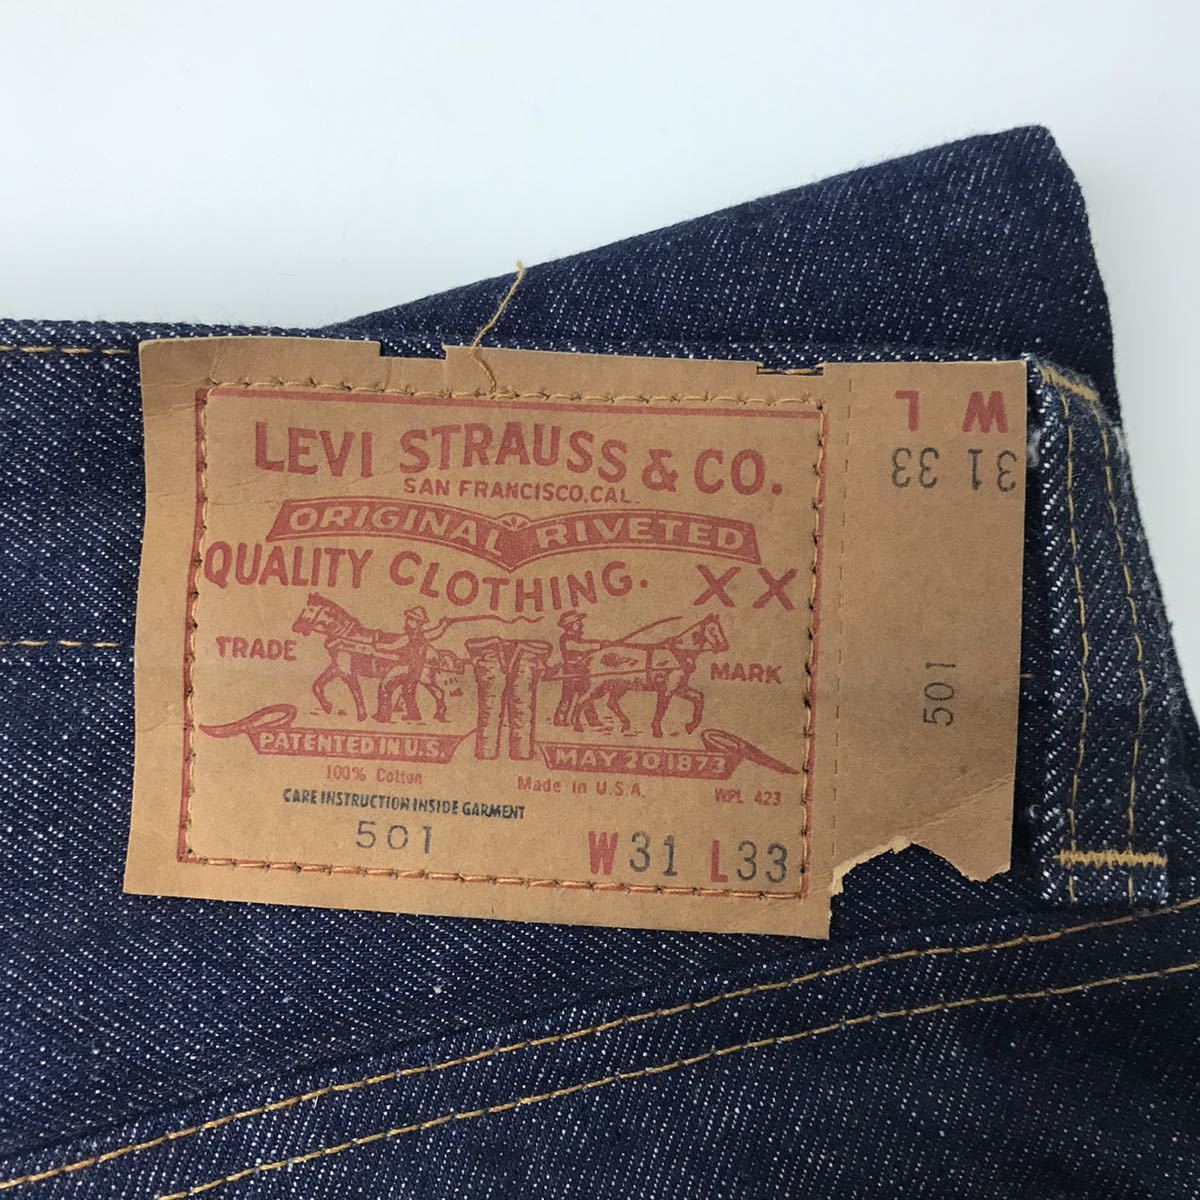 LEVI STRAUSS & CO.
SAN FRANCISCO, CAL.
ORIGINAL RIVETED
QUALITY CLOTHING. XX
TRADE MARK
PATENTED IN U.S. MAY 20 1873
100% Cotton Made in U.S.A. WPL 423
CARE INSTRUCTION INSIDE GARMENT
501 W31 L33
W L
31 33
501